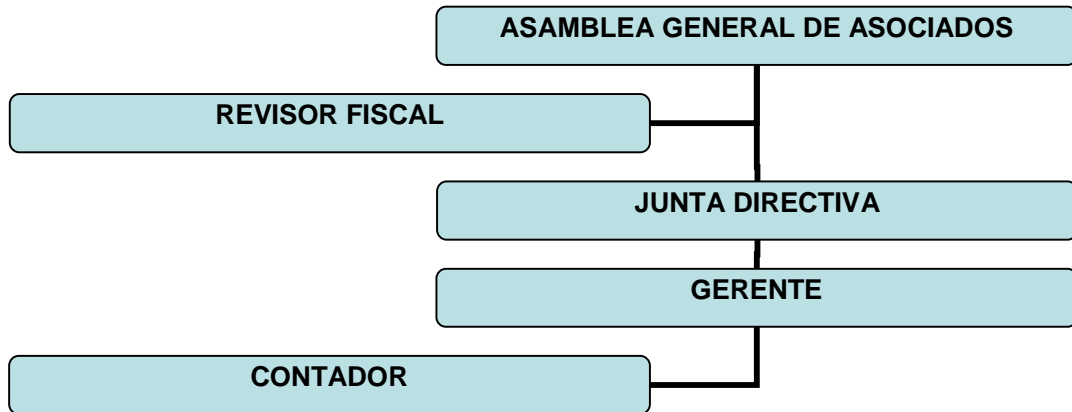 ASAMBLEA GENERAL DE ASOCIADOS
REVISOR FISCAL
JUNTA DIRECTIVA
GERENTE
CONTADOR